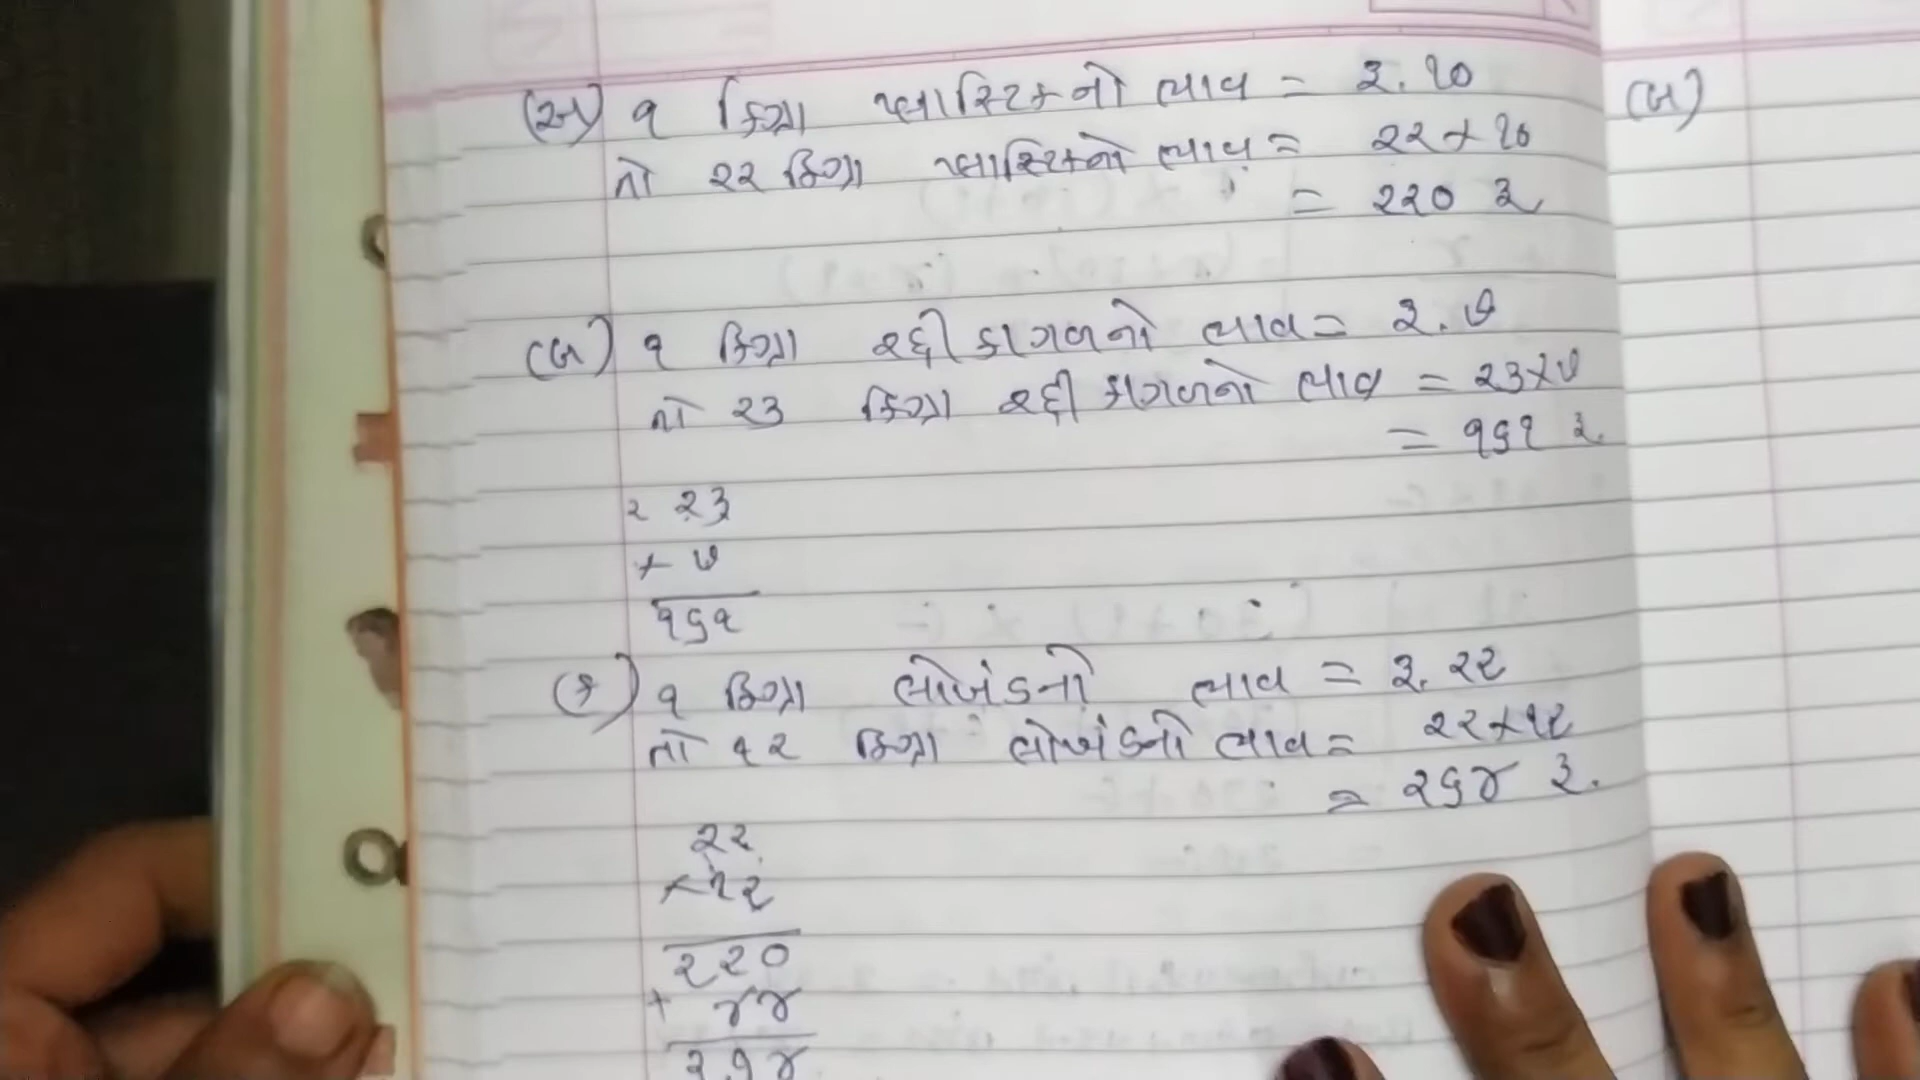 (અ) ૧ કિગ્રા પ્લાસ્ટિકનો ભાવ = રૂ. ૧૦
તો ૨૨ કિગ્રા પ્લાસ્ટિકનો ભાવ = ૨૨ × ૧૦
= ૨૨૦ રૂ
(બ) ૧ કિગ્રા રદ્દી કાગળનો ભાવ = રૂ. ૭
તો ૨૩ કિગ્રા રદ્દી કાગળનો ભાવ = ૨૩×૭
= ૧૬૧ રૂ.
૨ ૨૩
× ૭
૧૬૧
(ક) ૧ કિગ્રા લોખંડનો ભાવ = રૂ. ૨૨
તો ૧૨ કિગ્રા લોખંડનો ભાવ = ૨૨×૧૨
= ૨૬૪ રૂ.
૨૨
×૧૨
૨૨૦
+ ૪૪
૨૬૪
(બ)